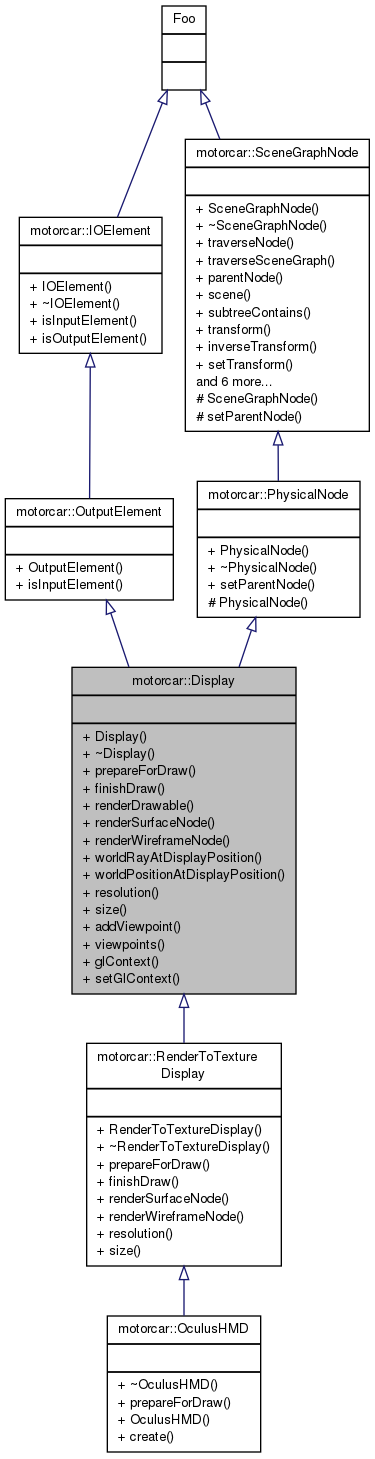 Foo
motorcar::SceneGraphNode
+ SceneGraphNode()
+ ~SceneGraphNode()
+ traverseNode()
+ traverseSceneGraph()
+ parentNode()
+ scene()
+ subtreeContains()
+ transform()
+ inverseTransform()
+ setTransform()
and 6 more...
# SceneGraphNode()
# setParentNode()
motorcar::IOElement
+ IOElement()
+ ~IOElement()
+ isInputElement()
+ isOutputElement()
motorcar::OutputElement
+ OutputElement()
+ isInputElement()
motorcar::PhysicalNode
+ PhysicalNode()
+ ~PhysicalNode()
+ setParentNode()
# PhysicalNode()
motorcar::Display
+ Display()
+ ~Display()
+ prepareForDraw()
+ finishDraw()
+ renderDrawable()
+ renderSurfaceNode()
+ renderWireframeNode()
+ worldRayAtDisplayPosition()
+ worldPositionAtDisplayPosition()
+ resolution()
+ size()
+ addViewpoint()
+ viewpoints()
+ glContext()
+ setGlContext()
motorcar::RenderToTexture
Display
+ RenderToTextureDisplay()
+ ~RenderToTextureDisplay()
+ prepareForDraw()
+ finishDraw()
+ renderSurfaceNode()
+ renderWireframeNode()
+ resolution()
+ size()
motorcar::OculusHMD
+ ~OculusHMD()
+ prepareForDraw()
+ OculusHMD()
+ create()